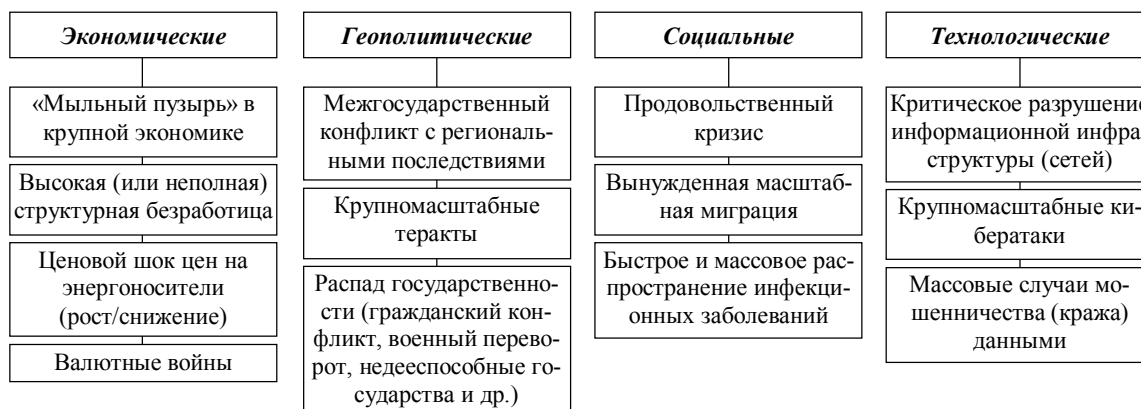 Экономические
«Мыльный пузырь» в
крупной экономике
Высокая (или неполная)
структурная безработица
Ценовой шок цен на
энергоносители
(рост/снижение)
Валютные войны
Геополитические
Межгосударственный
конфликт с региональ-
ными последствиями
Крупномасштабные
теракты
Распад государственно-
сти (гражданский кон-
фликт, военный перево-
рот, недееспособные го-
сударства и др.)
Социальные
Продовольственный
кризис
Вынужденная масштаб-
ная миграция
Быстрое и массовое рас-
пространение инфекци-
онных заболеваний
Технологические
Критическое разрушение
информационной инфра
структуры (сетей)
Крупномасштабные ки-
бератаки
Массовые случаи мо-
шенничества (кража)
данными